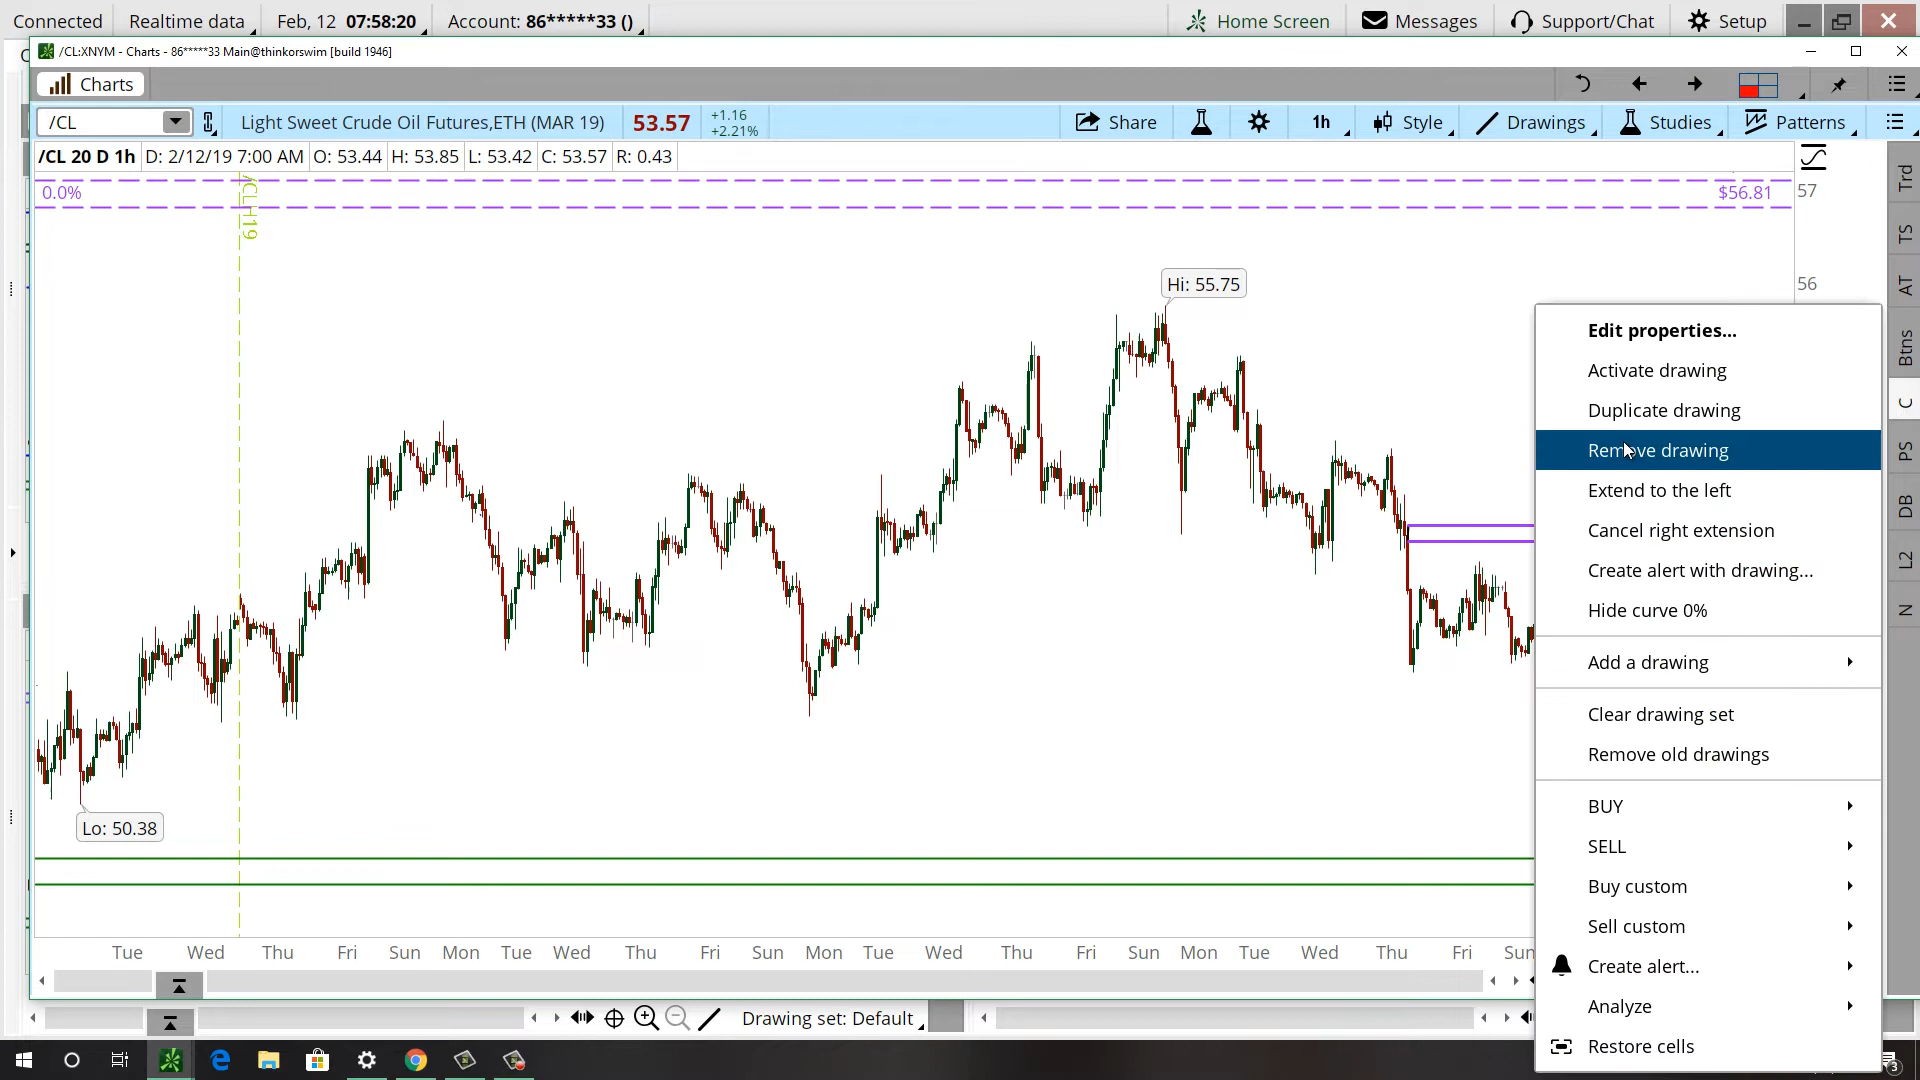 Connected Realtime data Feb, 12 07:58:20 Account: 86*****33 () Home Screen Messages Support/Chat Setup
/CL:XNYM - Charts - 86*****33 Main@thinkorswim [build 1946]
Charts
/CL Light Sweet Crude Oil Futures,ETH (MAR 19) 53.57 +1.16 +2.21% Share 1h Style Drawings Studies Patterns
/CL 20 D 1h D: 2/12/19 7:00 AM O: 53.44 H: 53.85 L: 53.42 C: 53.57 R: 0.43
0.0% $56.81 57
/CLH19
Hi: 55.75 56
Lo: 50.38
Edit properties...
Activate drawing
Duplicate drawing
Remove drawing
Extend to the left
Cancel right extension
Create alert with drawing...
Hide curve 0%
Add a drawing
Clear drawing set
Remove old drawings
BUY
SELL
Buy custom
Sell custom
Create alert...
Analyze
Restore cells
Trd
TS
AT
Btns
C
PS
DB
L2
N
Tue Wed Thu Fri Sun Mon Tue Wed Thu Fri Sun Mon Tue Wed Thu Fri Sun Mon Tue Wed Thu Fri Sun
Drawing set: Default
3